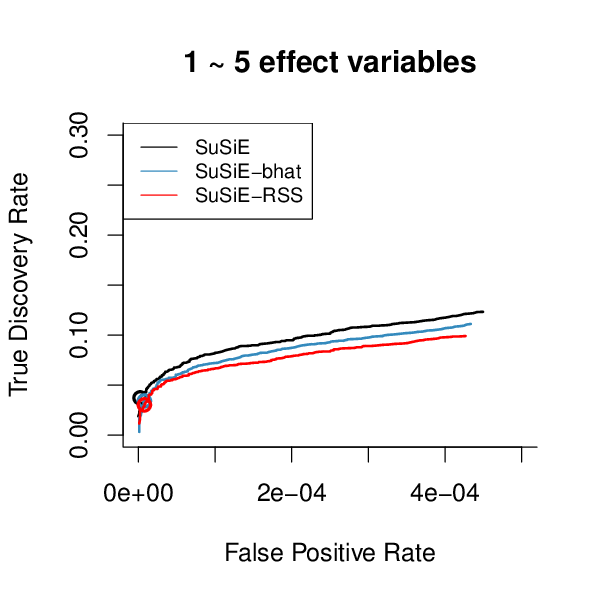 1 ~ 5 effect variables
SuSiE
SuSiE−bhat
SuSiE−RSS
True Discovery Rate
0.30
0.20
0.10
0.00
0e+00 2e−04 4e−04
False Positive Rate